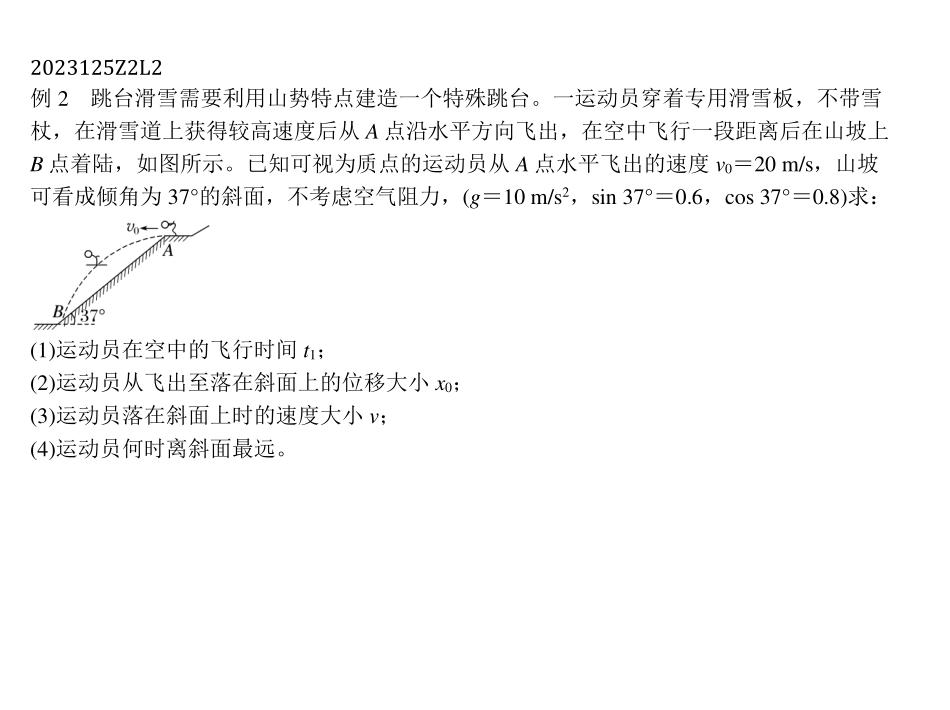 2023125Z2L2
例 2　跳台滑雪需要利用山势特点建造一个特殊跳台。一运动员穿着专用滑雪板，不带雪
杖，在滑雪道上获得较高速度后从 A 点沿水平方向飞出，在空中飞行一段距离后在山坡上
B 点着陆，如图所示。已知可视为质点的运动员从 A 点水平飞出的速度 v₀＝20 m/s，山坡
可看成倾角为 37°的斜面，不考虑空气阻力，(g＝10 m/s²，sin 37°＝0.6，cos 37°＝0.8)求：
v₀
A
B
37°
(1)运动员在空中的飞行时间 t₁；
(2)运动员从飞出至落在斜面上的位移大小 x₀；
(3)运动员落在斜面上时的速度大小 v；
(4)运动员何时离斜面最远。